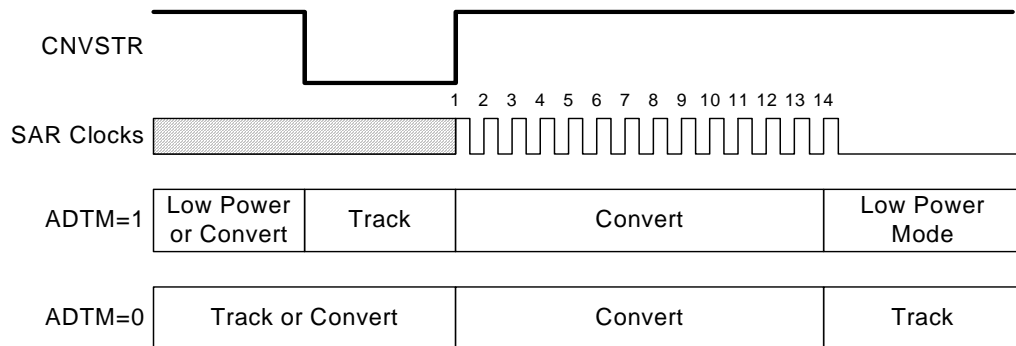 CNVSTR
1 2 3 4 5 6 7 8 9 10 11 12 13 14
SAR Clocks
ADTM=1
Low Power
or Convert
Track
Convert
Low Power
Mode
ADTM=0
Track or Convert
Convert
Track